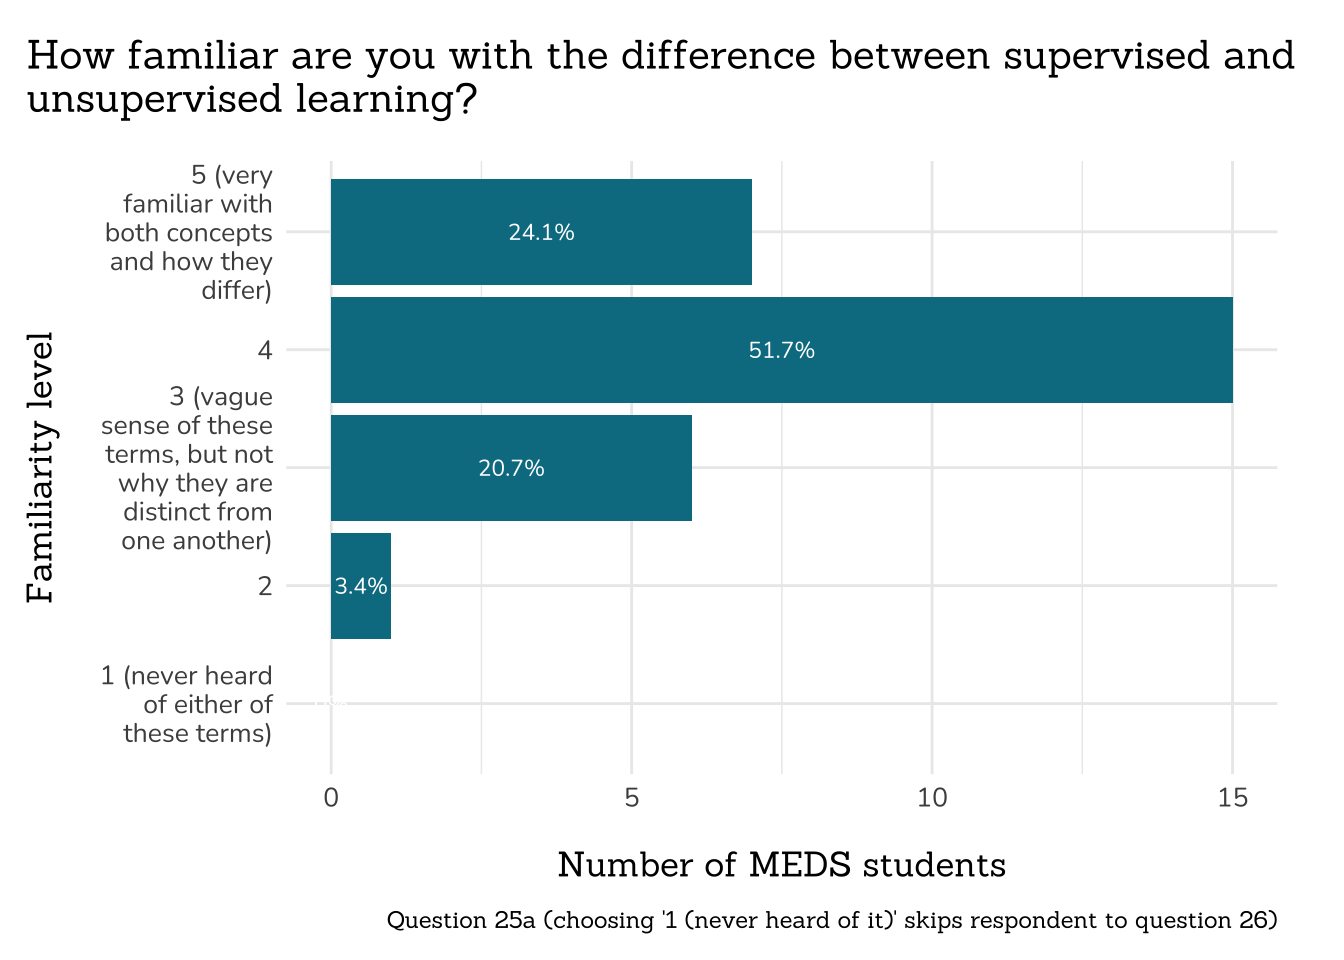 How familiar are you with the difference between supervised and
unsupervised learning?
5 (very
familiar with
both concepts
and how they
differ)
24.1%
4
51.7%
3 (vague
sense of these
terms, but not
why they are
distinct from
one another)
20.7%
2
3.4%
1 (never heard
of either of
these terms)
Familiarity level
0 5 10 15
Number of MEDS students
Question 25a (choosing '1 (never heard of it)' skips respondent to question 26)